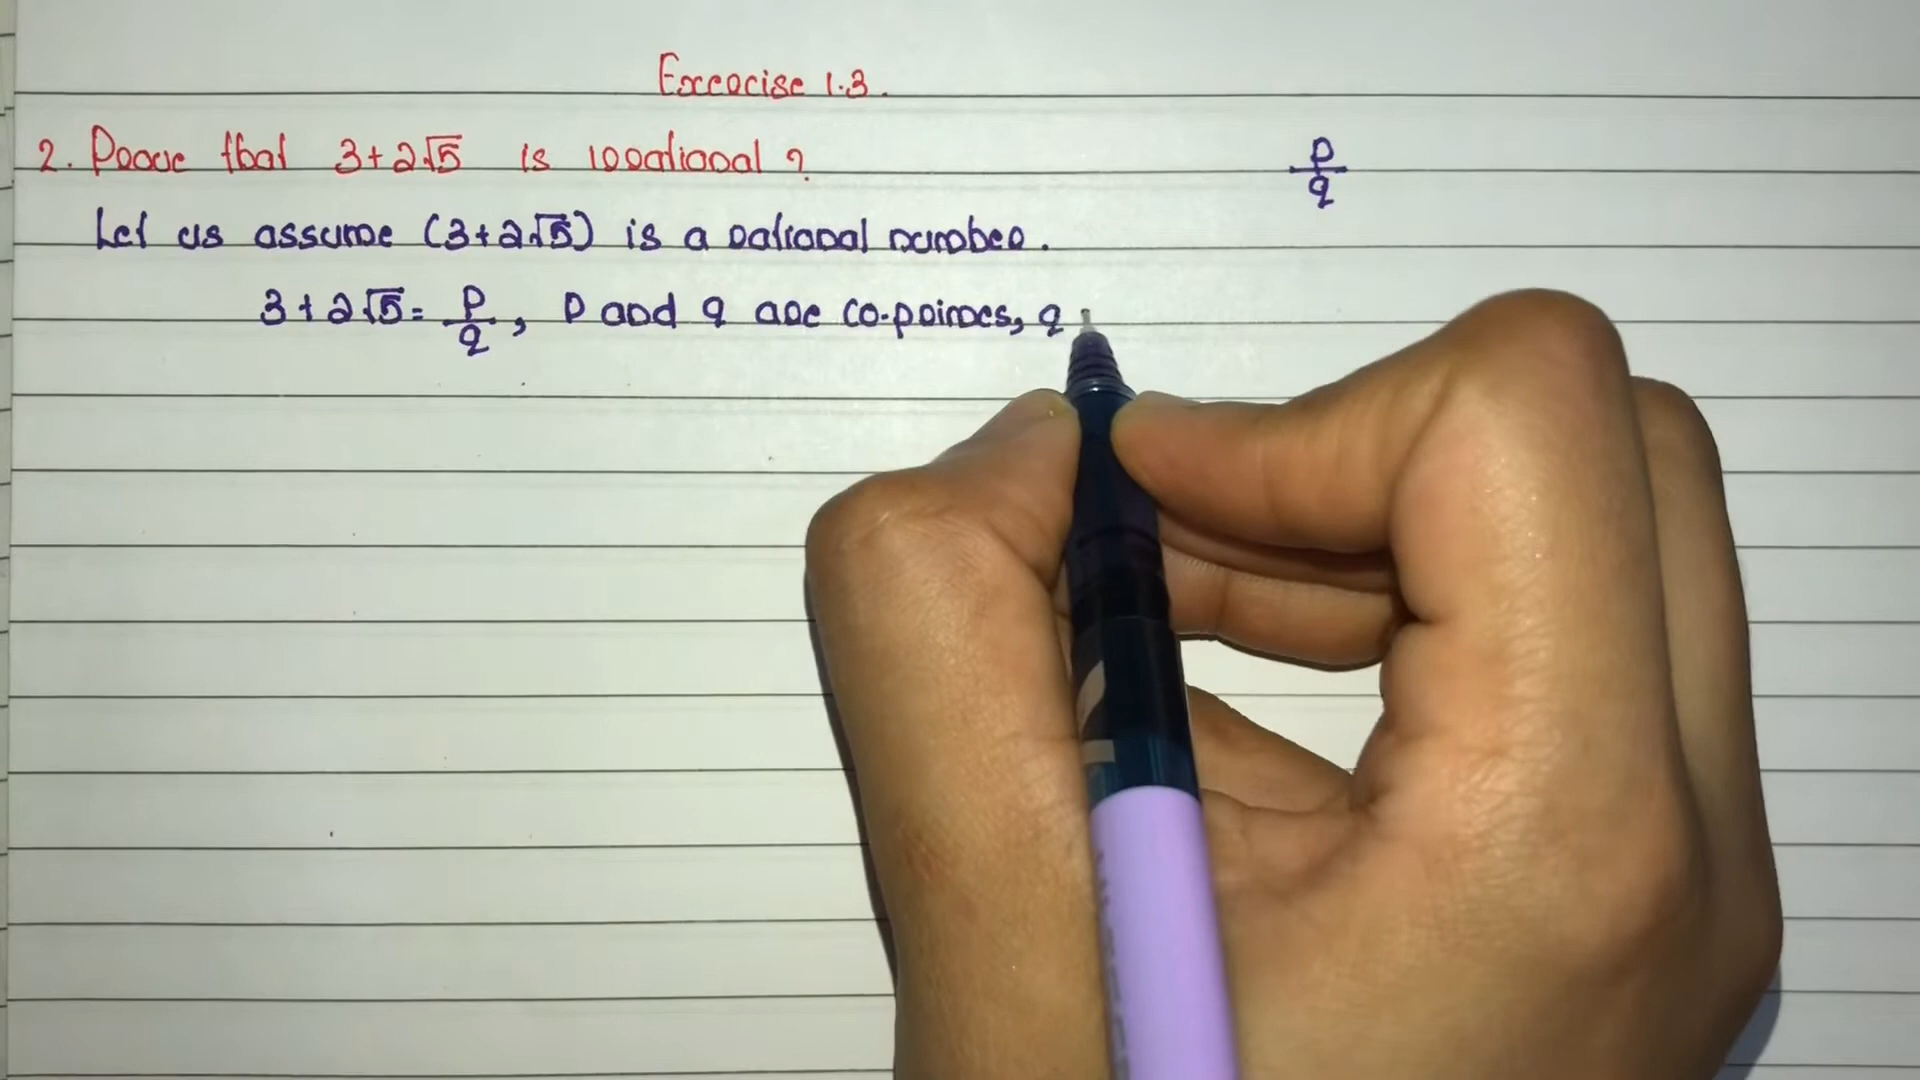 Exercise 1.3.
2. Prove that 3+2√5 is irrational ?
p/q
Let us assume (3+2√5) is a rational number.
3+2√5 = p/q, p and q are co-primes, q